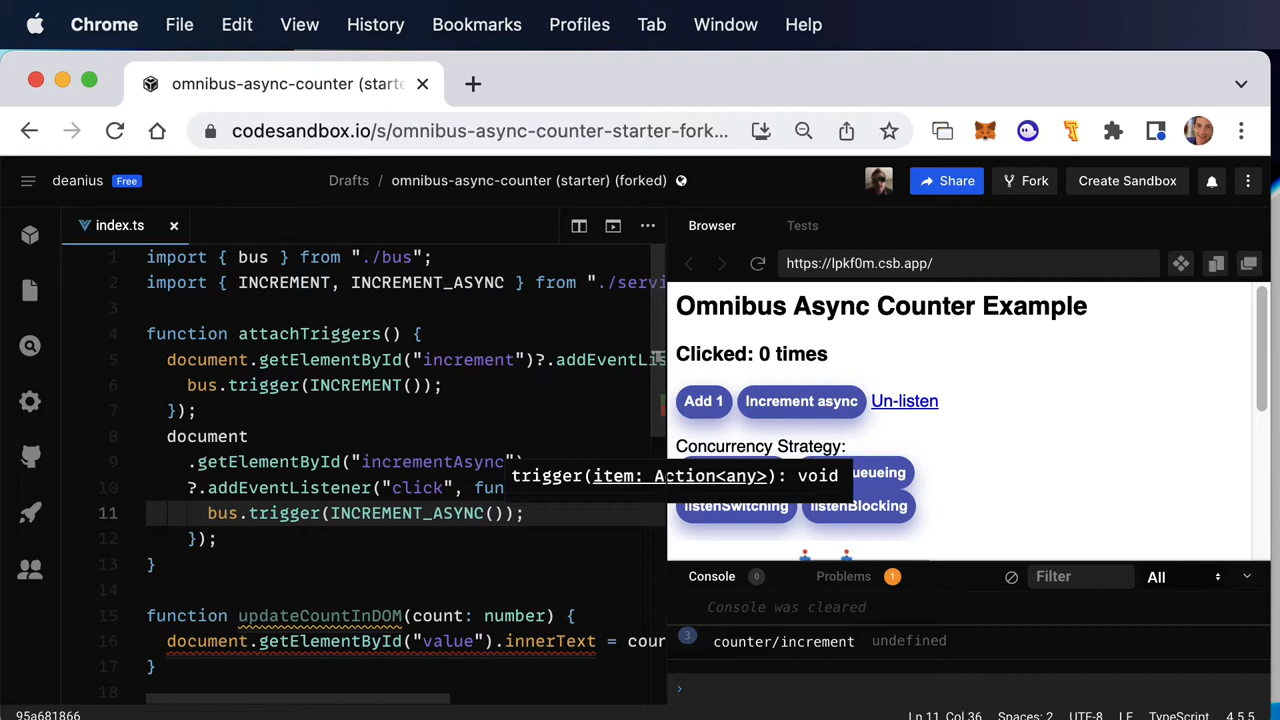 Chrome File Edit View History Bookmarks Profiles Tab Window Help
omnibus-async-counter (starte
codesandbox.io/s/omnibus-async-counter-starter-fork...
deanius Free Drafts / omnibus-async-counter (starter) (forked) Share Fork Create Sandbox
index.ts
1 import { bus } from "./bus";
2 import { INCREMENT, INCREMENT_ASYNC } from "./servi
3
4 function attachTriggers() {
5 document.getElementById("increment")?.addEventLis
6 bus.trigger(INCREMENT());
7 });
8 document
9 .getElementById("incrementAsync")
10 ?.addEventListener("click", fun
11 bus.trigger(INCREMENT_ASYNC());
12 });
13 }
14
15 function updateCountInDOM(count: number) {
16 document.getElementById("value").innerText = cour
17 }
18
trigger(item: Action<any>): void
Browser Tests
https://lpkf0m.csb.app/
Omnibus Async Counter Example
Clicked: 0 times
Add 1 Increment async Un-listen
Concurrency Strategy:
ueueing
listenSwitching listenBlocking
Console 0 Problems 1 Filter All
Console was cleared
3 counter/increment undefined
›
95a681866 Ln 11, Col 36 Spaces: 2 UTF-8 LF TypeScript 4.5.5